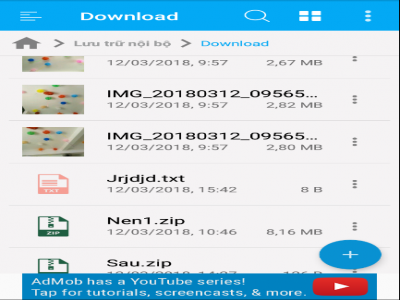 Download
Lưu trữ nội bộ
Download
12/03/2018, 9:57 2,67 MB
IMG_20180312_09565...
12/03/2018, 9:57 2,82 MB
IMG_20180312_09565...
12/03/2018, 9:57 2,80 MB
Jrjdjd.txt
12/03/2018, 15:42 8 B
TXT
Nen1.zip
12/03/2018, 10:46 8,16 MB
ZIP
Sau.zip
AdMob has a YouTube series!
Tap for tutorials, screencasts, & more.